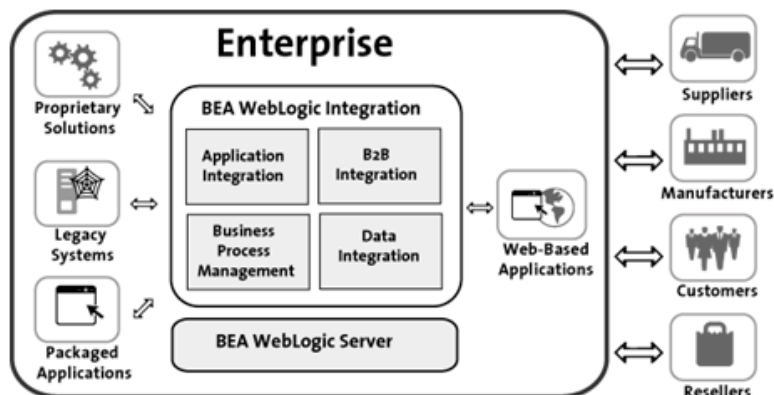 Enterprise
Proprietary
Solutions
BEA WebLogic Integration
Application
Integration
B2B
Integration
Business
Process
Management
Data
Integration
Legacy
Systems
Packaged
Applications
BEA WebLogic Server
Web-Based
Applications
Suppliers
Manufacturers
Customers
Resellers